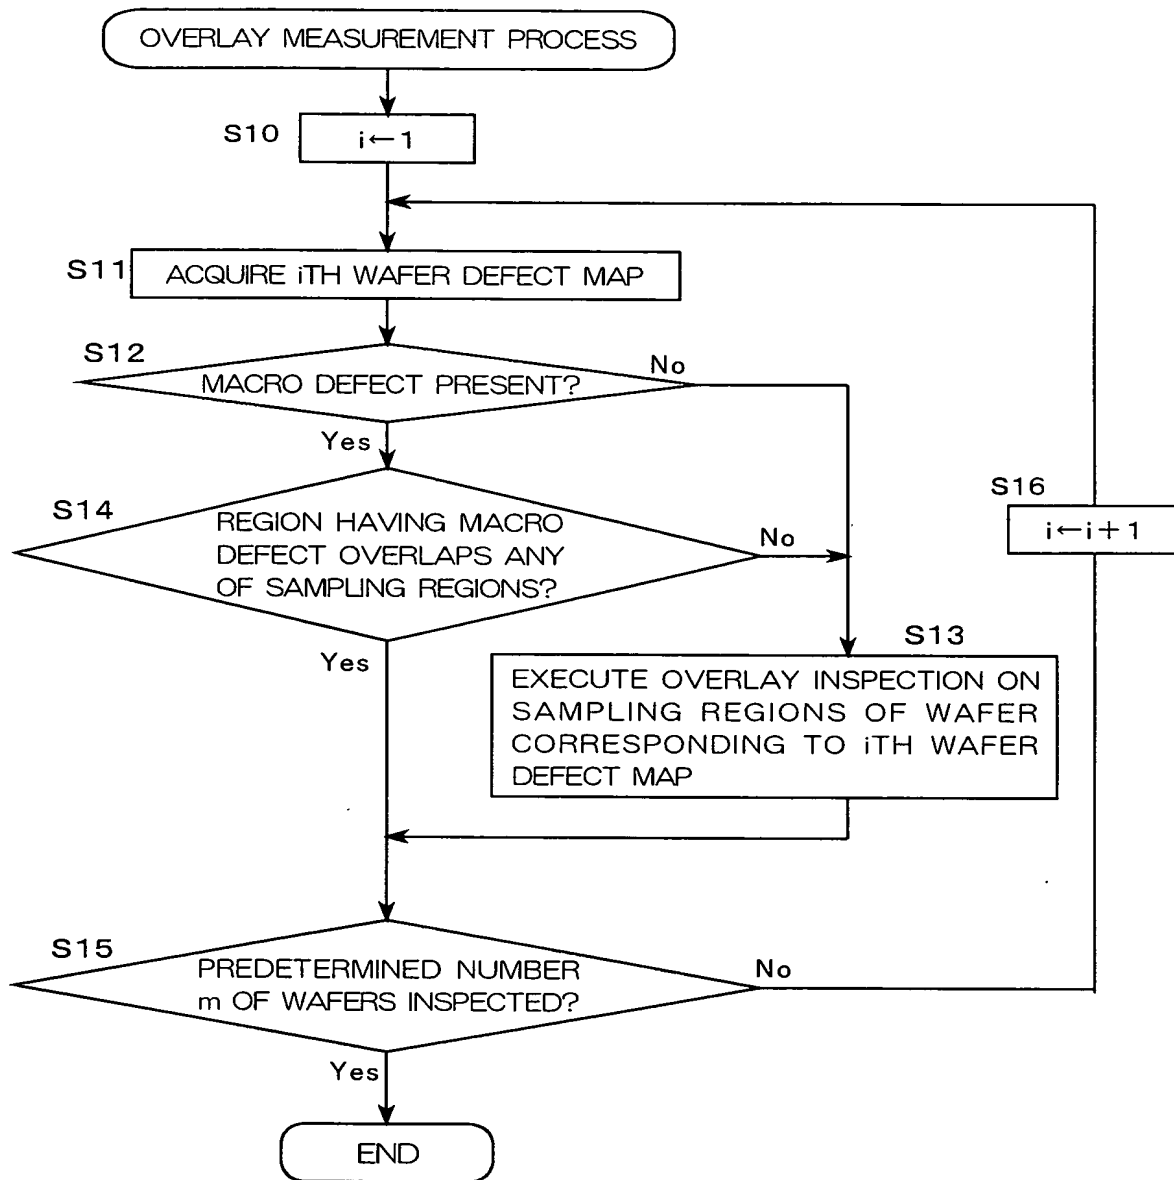 OVERLAY MEASUREMENT PROCESS
S10
i←1
S11
ACQUIRE iTH WAFER DEFECT MAP
S12
MACRO DEFECT PRESENT?
No
Yes
S14
REGION HAVING MACRO
DEFECT OVERLAPS ANY
OF SAMPLING REGIONS?
No
Yes
S16
i←i+1
S13
EXECUTE OVERLAY INSPECTION ON
SAMPLING REGIONS OF WAFER
CORRESPONDING TO iTH WAFER
DEFECT MAP
S15
PREDETERMINED NUMBER
m OF WAFERS INSPECTED?
No
Yes
END